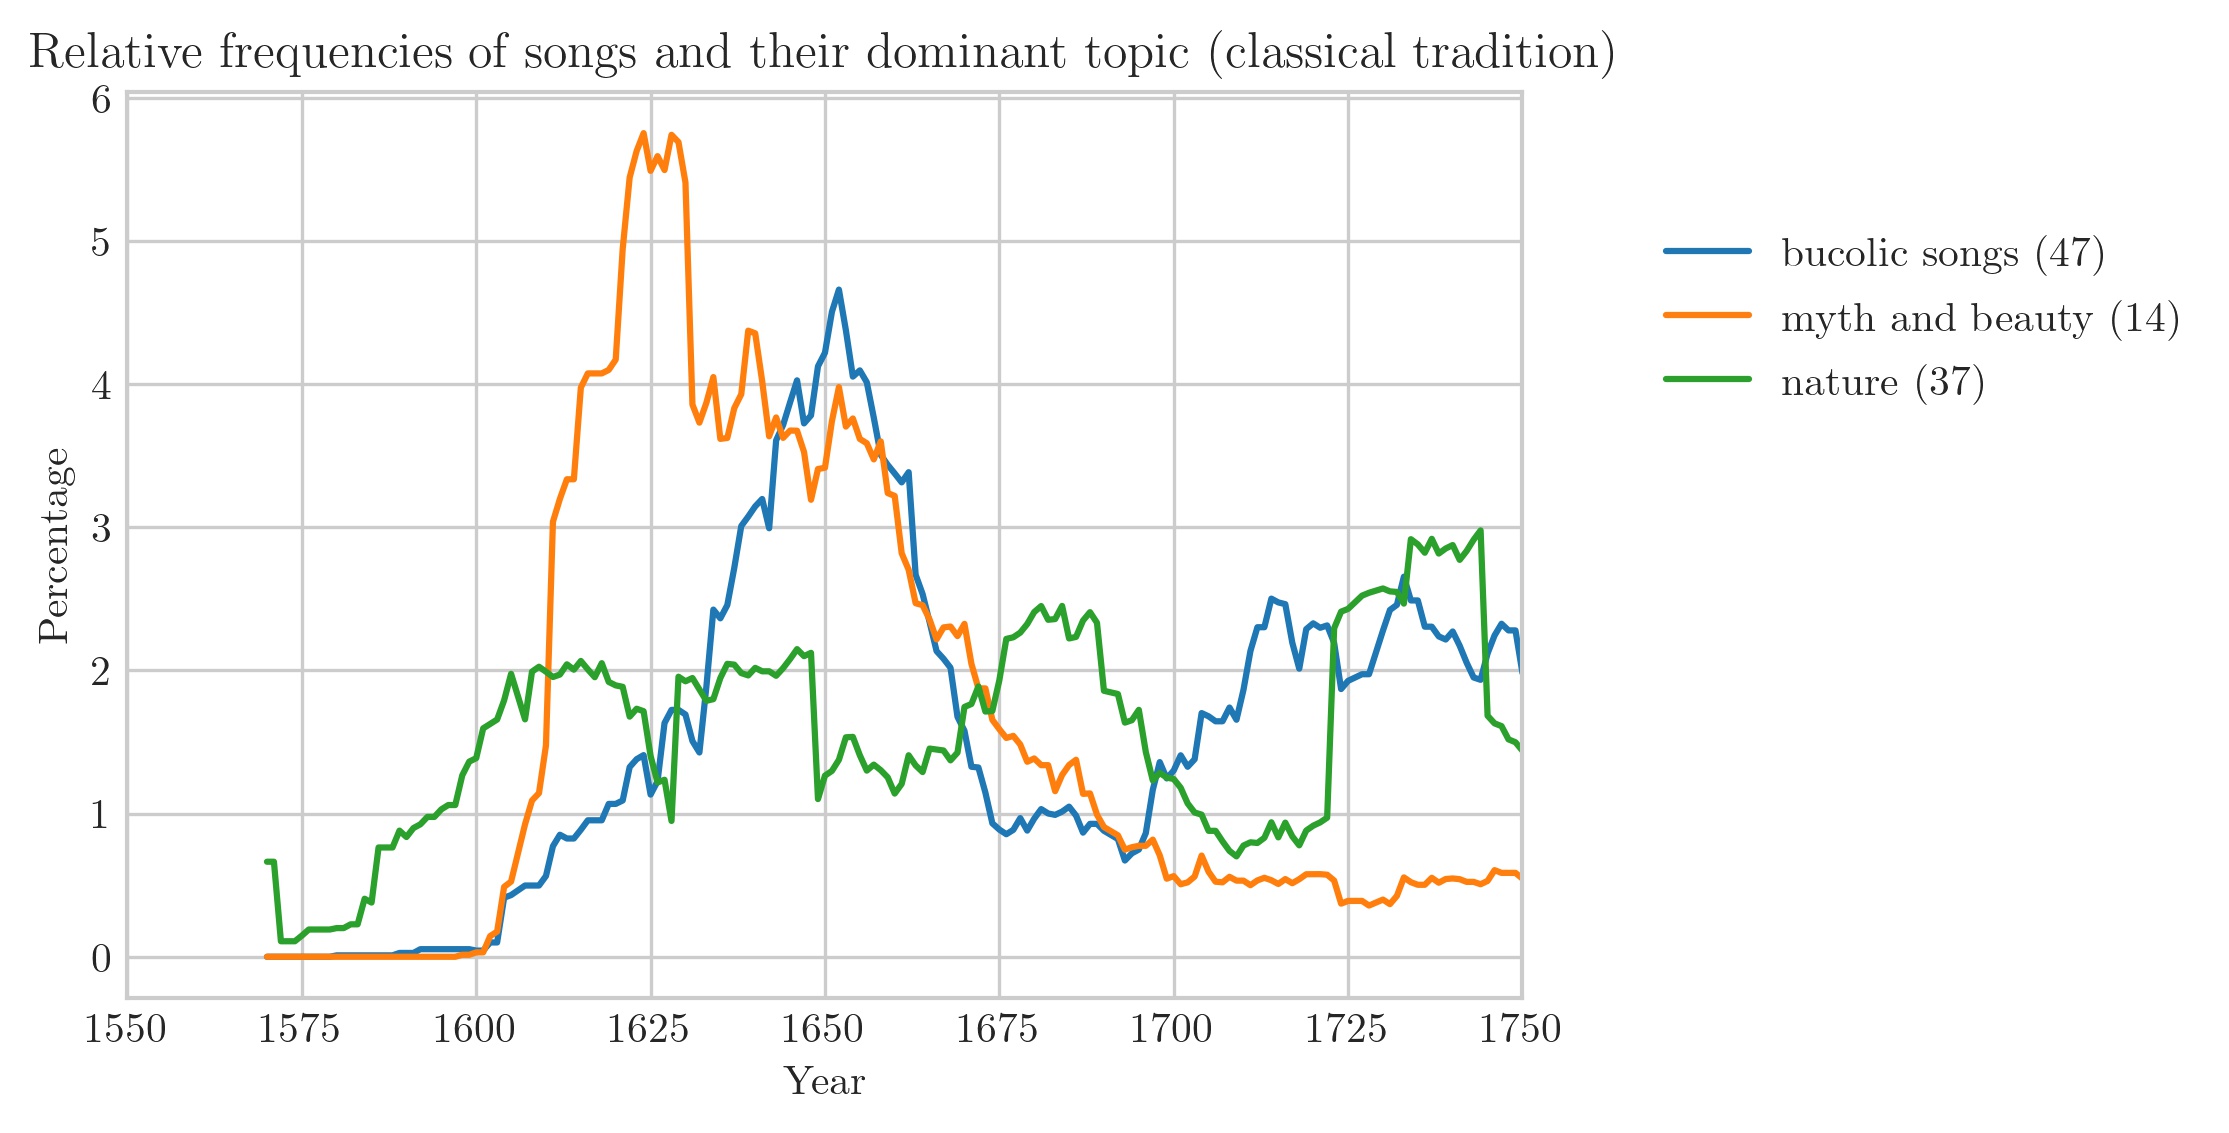 Relative frequencies of songs and their dominant topic (classical tradition)
6
5
4
3
2
1
0
Percentage
1550 1575 1600 1625 1650 1675 1700 1725 1750
Year
bucolic songs (47)
myth and beauty (14)
nature (37)